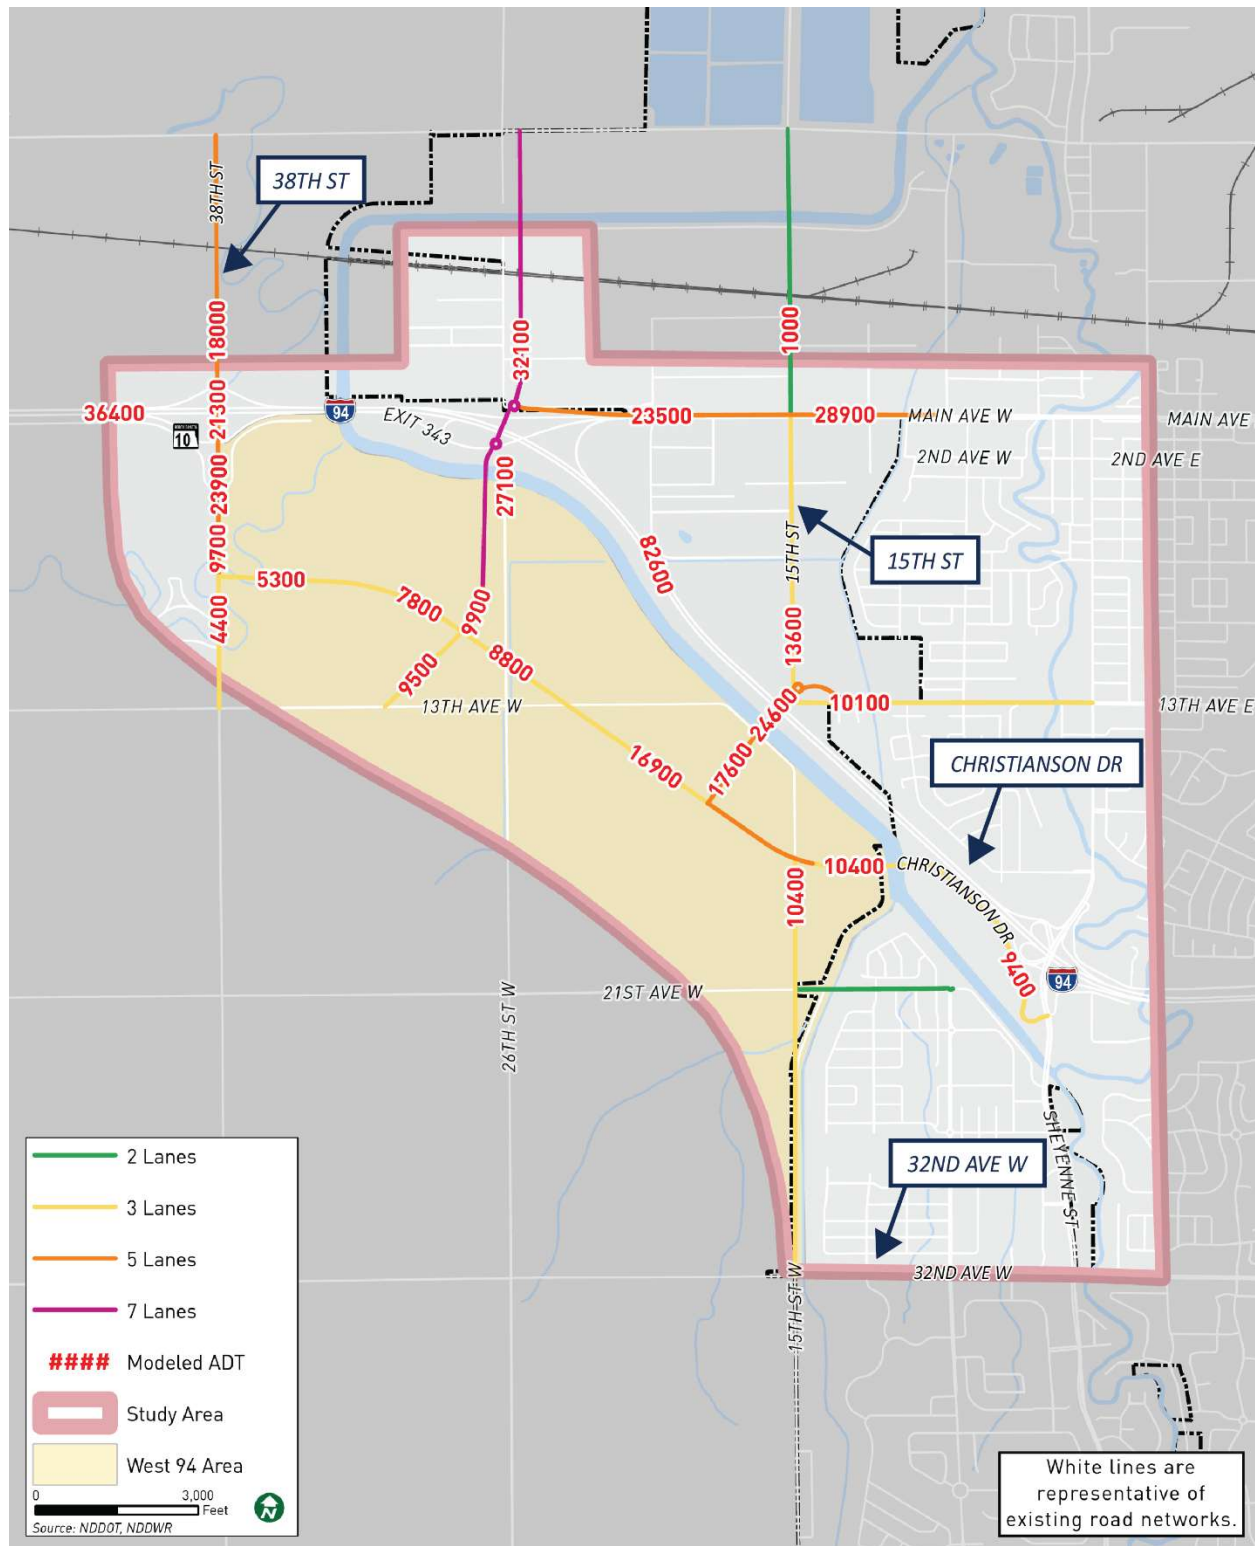 38TH ST
38TH ST
18000
32100
1000
21300
36400
94
EXIT 343
23500
28900
MAIN AVE W
MAIN AVE
10
2ND AVE W
2ND AVE E
23900
27100
9700
82600
15TH ST
15TH ST
5300
7800
9900
4400
13600
8800
9500
13TH AVE W
24600
10100
13TH AVE E
17600
16900
CHRISTIANSON DR
10400
10400
CHRISTIANSON DR
9400
94
21ST AVE W
26TH ST W
SHEYENNE ST
32ND AVE W
32ND AVE W
15TH ST W
2 Lanes
3 Lanes
5 Lanes
7 Lanes
#### Modeled ADT
Study Area
West 94 Area
0 3,000
Feet
N
Source: NDDOT, NDDWR
White lines are
representative of
existing road networks.